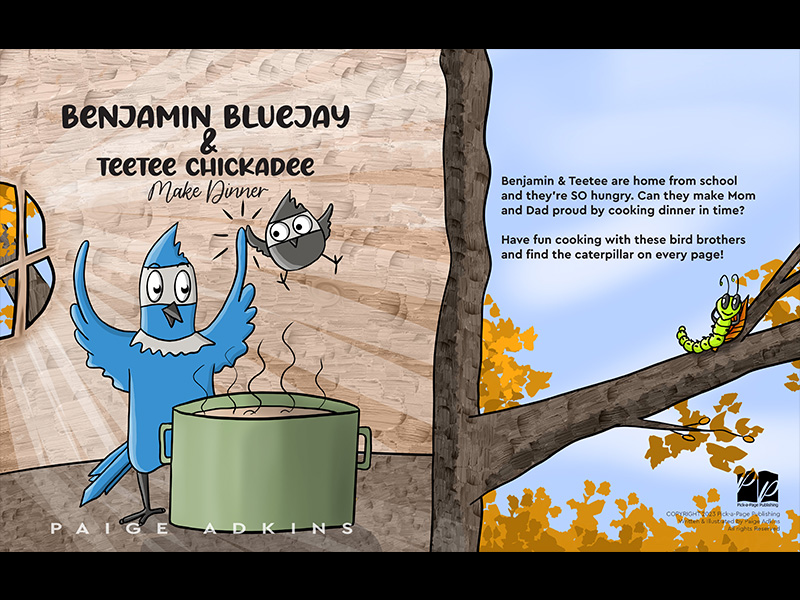 BENJAMIN BLUEJAY
&
TEETEE CHICKADEE
Make Dinner
PAIGE ADKINS
Benjamin & Teetee are home from school
and they're SO hungry. Can they make Mom
and Dad proud by cooking dinner in time?
Have fun cooking with these bird brothers
and find the caterpillar on every page!
PP
Pick-a-Page Publishing
COPYRIGHT 2023 Pick-a-Page Publishing
Written & Illustrated by Paige Adkins
All rights Reserved